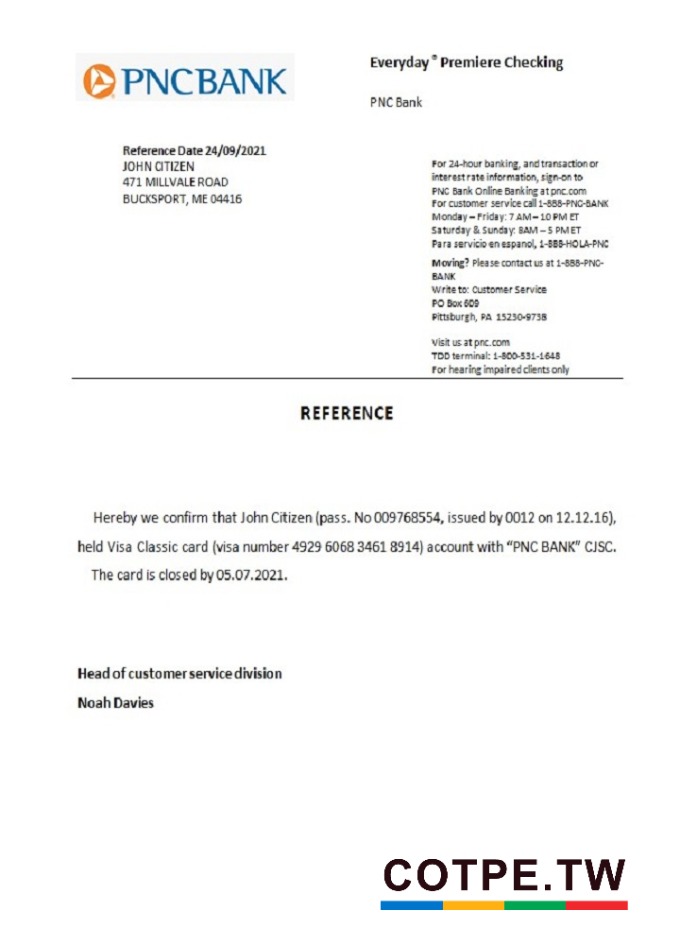 PNCBANK
Everyday ® Premiere Checking
PNC Bank
Reference Date 24/09/2021
JOHN CITIZEN
471 MILLVALE ROAD
BUCKSPORT, ME 04416
For 24-hour banking, and transaction or
interest rate information, sign-on to
PNC Bank Online Banking at pnc.com
For customer service call 1-888-PNC-BANK
Monday – Friday: 7 AM – 10 PM ET
Saturday & Sunday: 8AM – 5 PM ET
Para servicio en espanol, 1-888-HOLA-PNC
Moving? Please contact us at 1-888-PNC-
BANK
Write to: Customer Service
PO Box 609
Pittsburgh, PA 15230-9738
Visit us at pnc.com
TDD terminal: 1-800-531-1648
For hearing impaired clients only
REFERENCE
Hereby we confirm that John Citizen (pass. No 009768554, issued by 0012 on 12.12.16),
held Visa Classic card (visa number 4929 6068 3461 8914) account with “PNC BANK” CJSC.
The card is closed by 05.07.2021.
Head of customer service division
Noah Davies
COTPE.TW